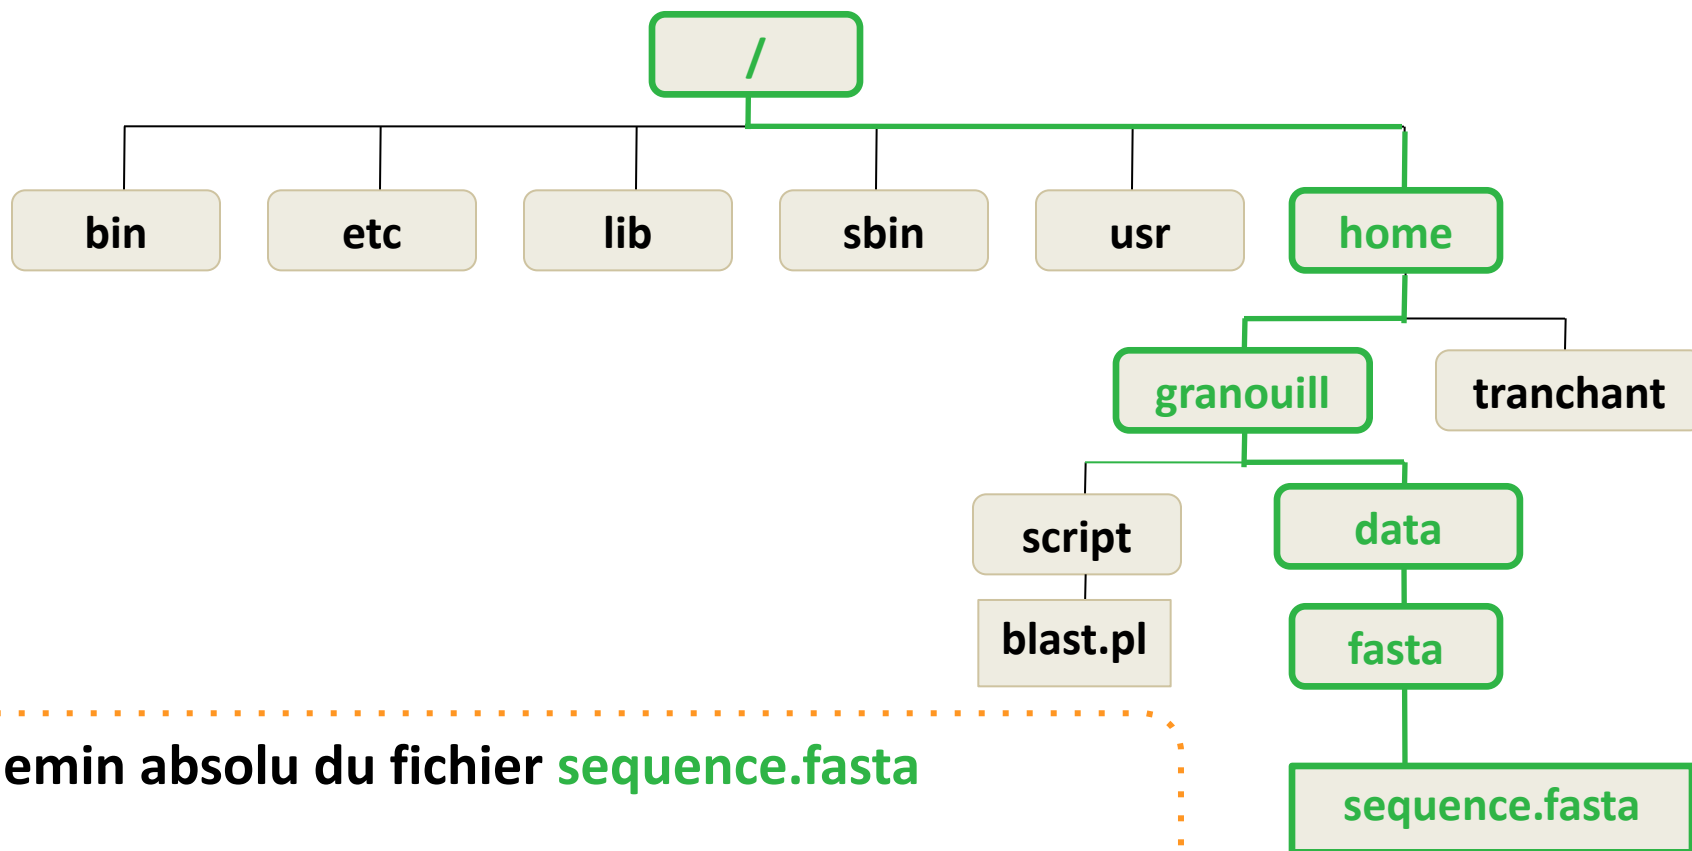 /
bin etc lib sbin usr home
granouill tranchant
script data
blast.pl fasta
emin absolu du fichier sequence.fasta
sequence.fasta